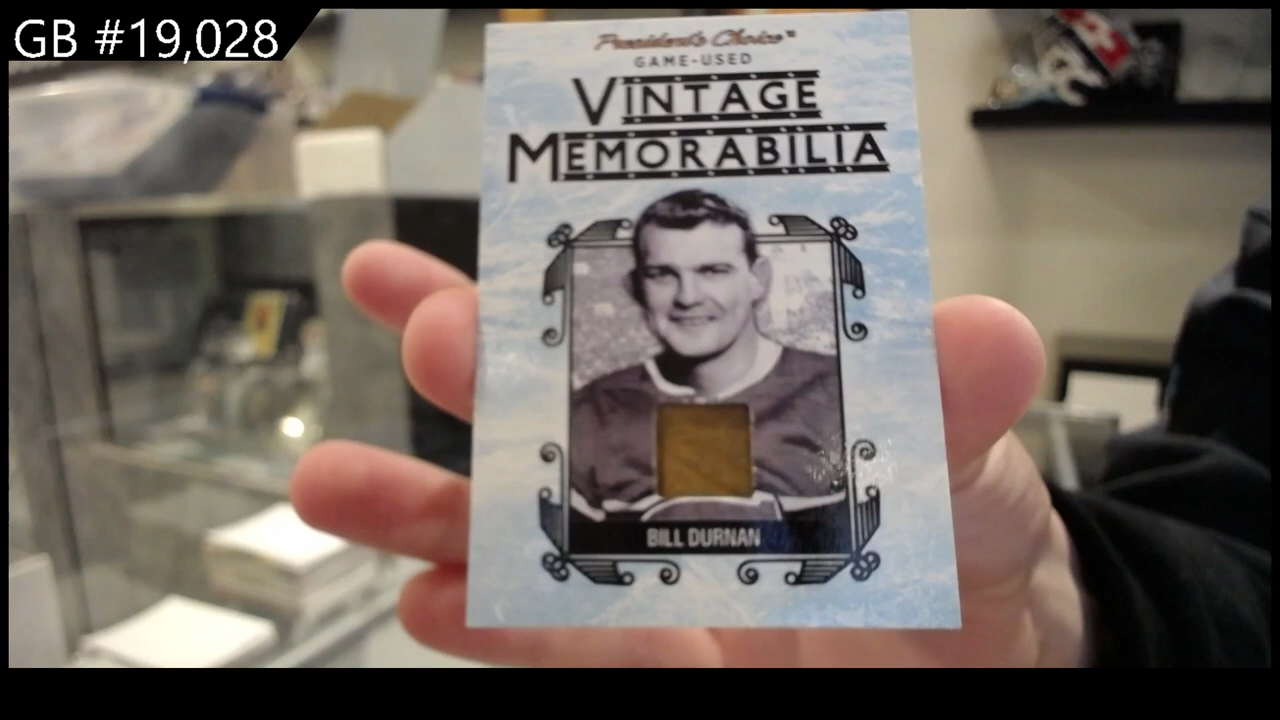 GB #19,028
President's Choice
GAME-USED
VINTAGE
MEMORABILIA
BILL DURNAN